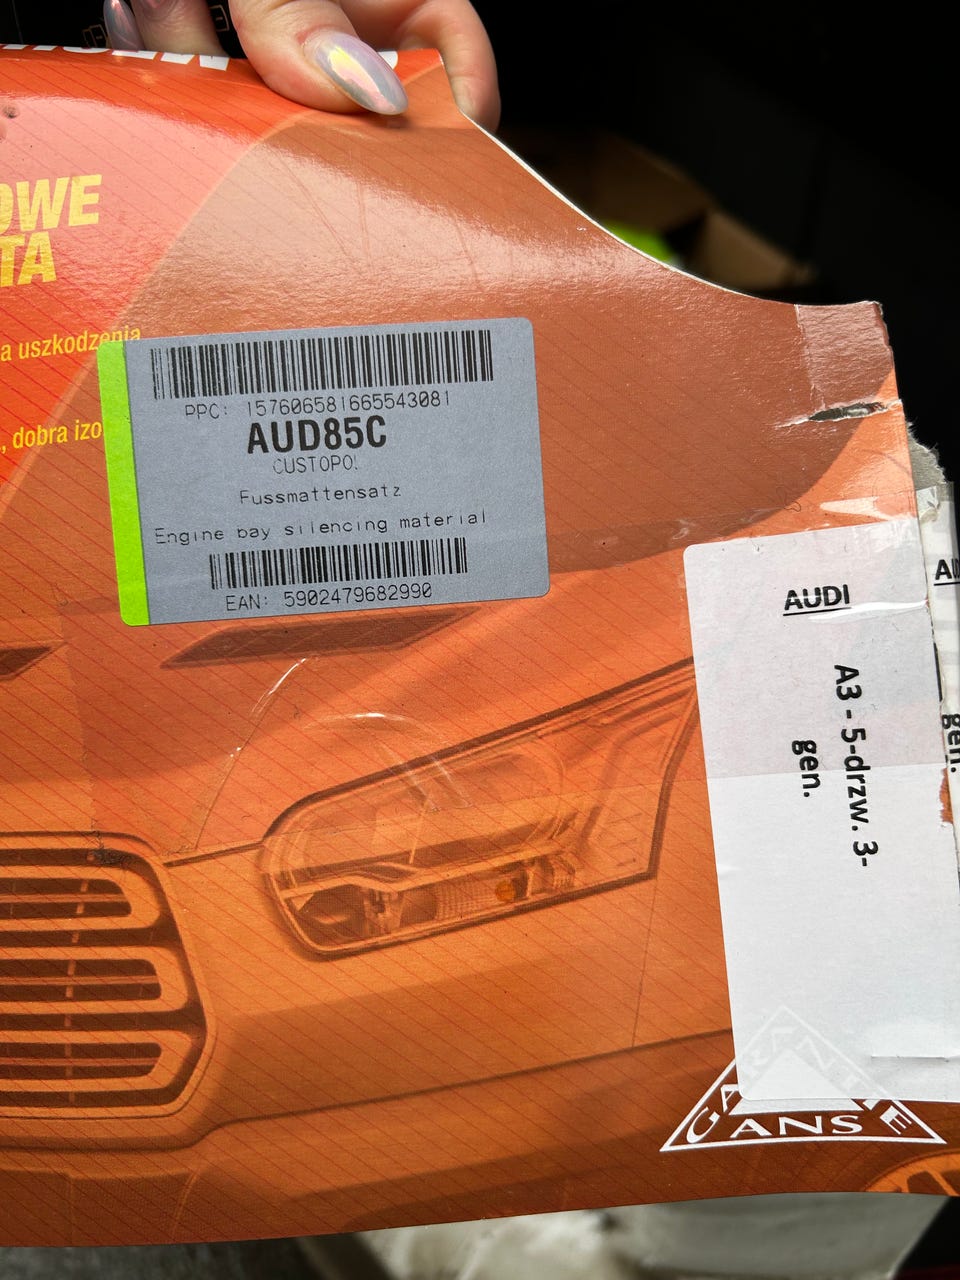 OWE
TA
a uszkodzenia
, dobra izo
PPC: 157606581665543081
AUD85C
CUSTOPOL
Fussmattensatz
Engine bay silencing material
EAN: 5902479682990
AUDI
A3 - 5-drzw. 3-
gen.
gen.
ANS